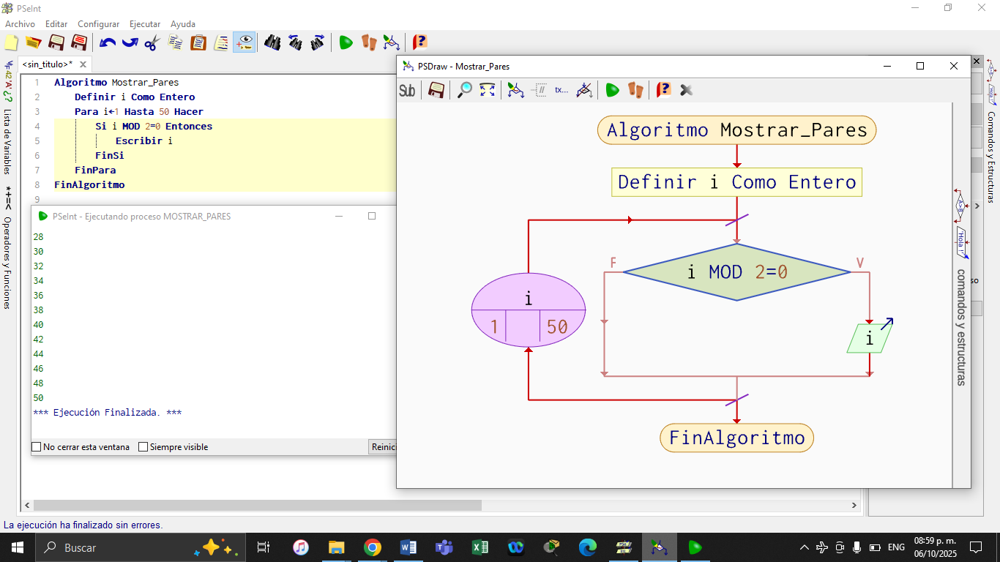 PSeInt
Archivo Editar Configurar Ejecutar Ayuda
<sin_titulo>*
1 Algoritmo Mostrar_Pares
2 Definir i Como Entero
3 Para i←1 Hasta 50 Hacer
4 Si i MOD 2=0 Entonces
5 Escribir i
6 FinSi
7 FinPara
8 FinAlgoritmo
9
Lista de Variables
*+=<
Operadores y Funciones
PSeInt - Ejecutando proceso MOSTRAR_PARES
28
30
32
34
36
38
40
42
44
46
48
50
*** Ejecución Finalizada. ***
No cerrar esta ventana Siempre visible Reinici
PSDraw - Mostrar_Pares
Sub tx...
Algoritmo Mostrar_Pares
Definir i Como Entero
F i MOD 2=0 V
i
1 50
i
FinAlgoritmo
A>B
'Hola !'
comandos y estructuras
Comandos y Estructuras
so
La ejecución ha finalizado sin errores.
Buscar
ENG
08:59 p. m.
06/10/2025